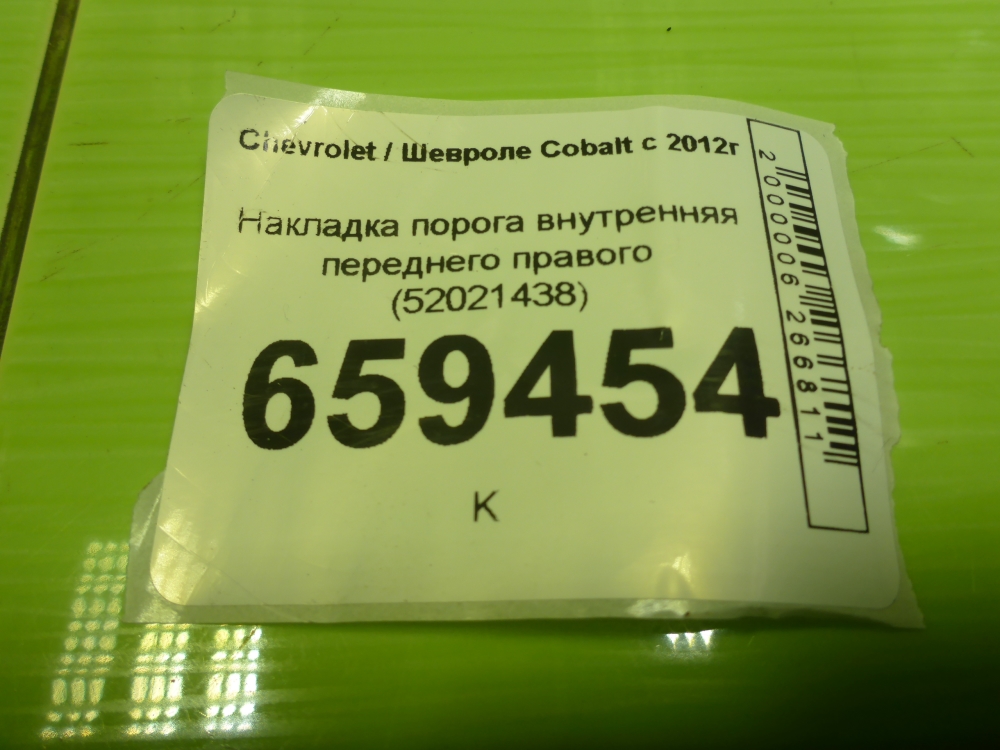 Chevrolet / Шевроле Cobalt с 2012г
Накладка порога внутренняя
переднего правого
(52021438)
659454
К
2000006266811